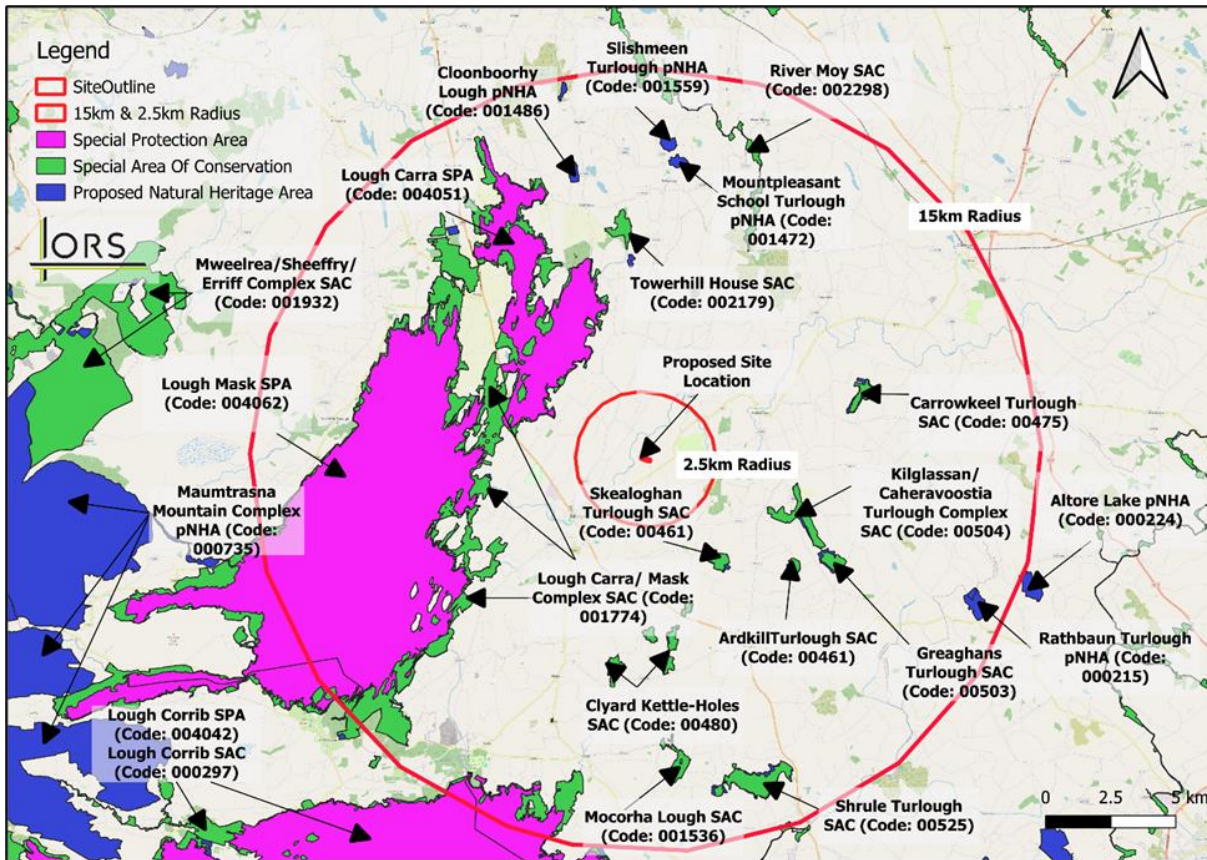 Legend
SiteOutline
15km & 2.5km Radius
Special Protection Area
Special Area Of Conservation
Proposed Natural Heritage Area
ORS
Cloonboorhy
Lough pNHA
(Code: 001486)
Slishmeen
Turlough pNHA
(Code: 001559)
River Moy SAC
(Code: 002298)
Lough Carra SPA
(Code: 004051)
Mountpleasant
School Turlough
pNHA (Code:
001472)
15km Radius
Mweelrea/Sheeffry/
Erriff Complex SAC
(Code: 001932)
Towerhill House SAC
(Code: 002179)
Lough Mask SPA
(Code: 004062)
Proposed Site
Location
Carrowkeel Turlough
SAC (Code: 00475)
2.5km Radius
Maumtrasna
Mountain Complex
pNHA (Code:
000735)
Skealoghan
Turlough SAC
(Code: 00461)
Kilglassan/
Caheravoostia
Turlough Complex
SAC (Code: 00504)
Altore Lake pNHA
(Code: 000224)
Lough Carra/ Mask
Complex SAC (Code:
001774)
ArdkillTurlough SAC
(Code: 00461)
Greaghans
Turlough SAC
(Code: 00503)
Rathbaun Turlough
pNHA (Code:
000215)
Clyard Kettle-Holes
SAC (Code: 00480)
Lough Corrib SPA
(Code: 004042)
Lough Corrib SAC
(Code: 000297)
Mocorha Lough SAC
(Code: 001536)
Shrule Turlough
SAC (Code: 00525)
0 2.5 5 km